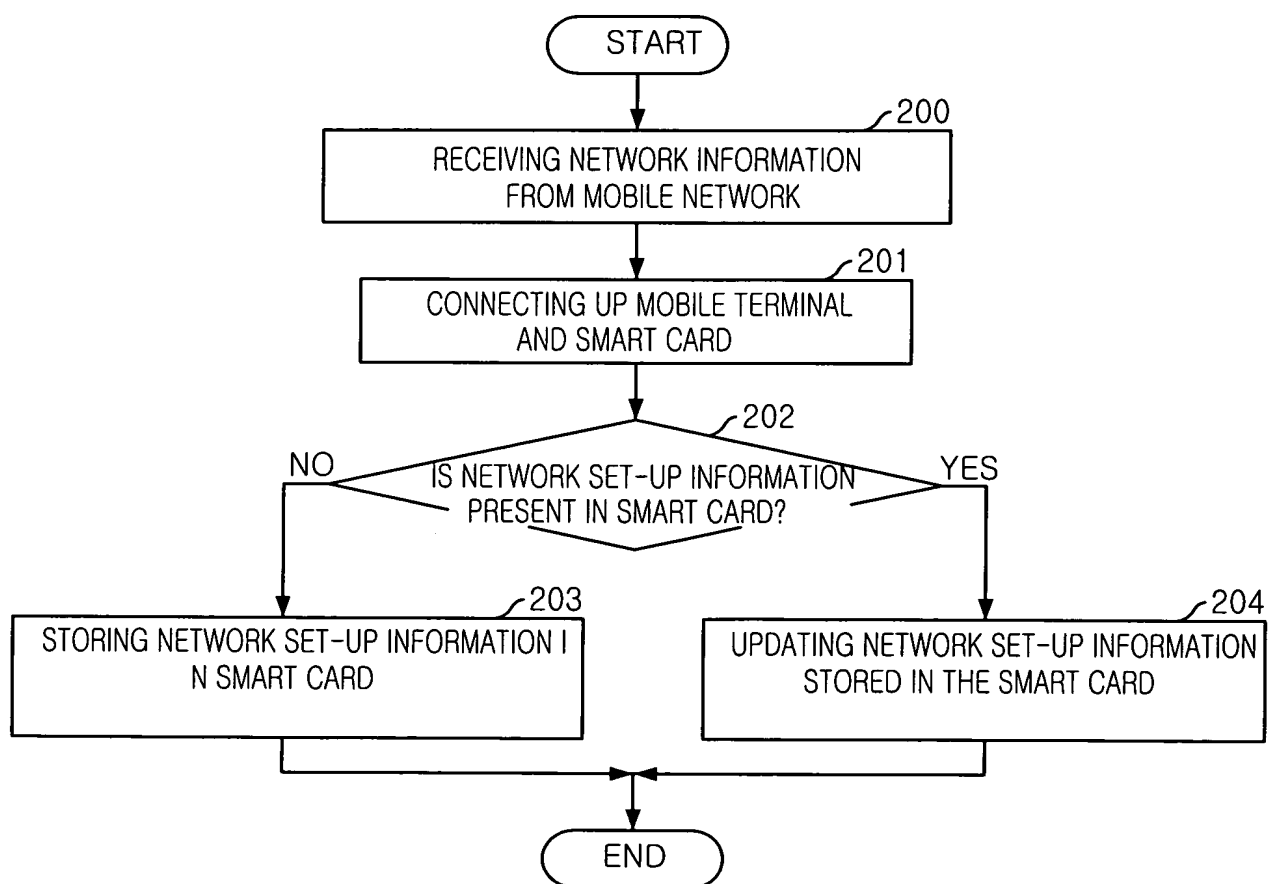 START
200
RECEIVING NETWORK INFORMATION
FROM MOBILE NETWORK
201
CONNECTING UP MOBILE TERMINAL
AND SMART CARD
202
NO
IS NETWORK SET-UP INFORMATION
YES
PRESENT IN SMART CARD?
203
STORING NETWORK SET-UP INFORMATION I
N SMART CARD
204
UPDATING NETWORK SET-UP INFORMATION
STORED IN THE SMART CARD
END